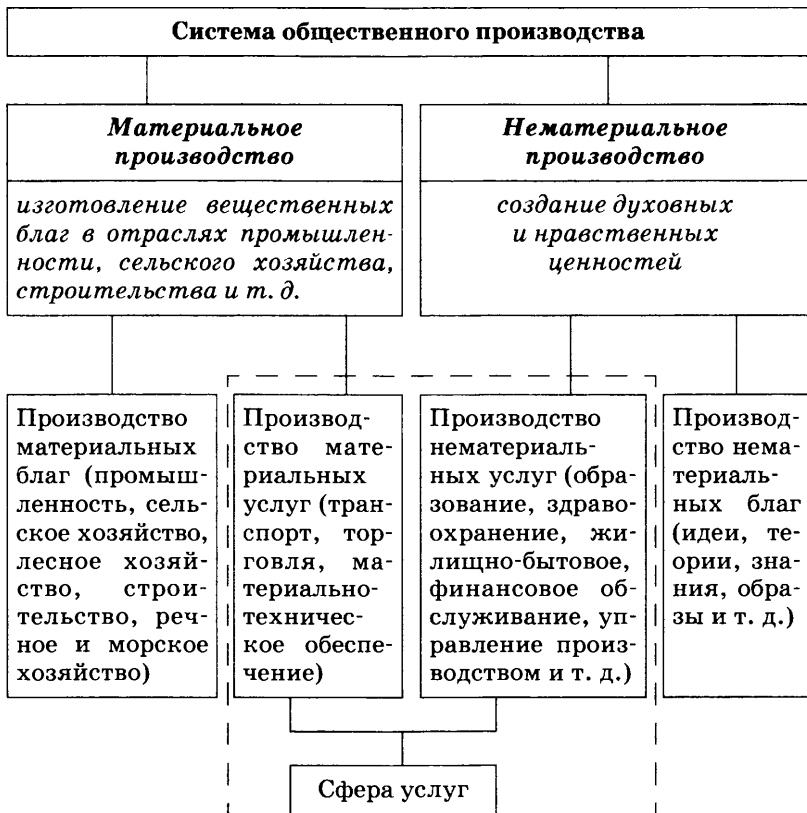 Система общественного производства
Материальное
производство
изготовление вещественных
благ в отраслях промышлен-
ности, сельского хозяйства,
строительства и т. д.
Нематериальное
производство
создание духовных
и нравственных
ценностей
Производство
материальных
благ (промыш-
ленность, сель-
ское хозяйство,
лесное хозяй-
ство, строи-
тельство, реч-
ное и морское
хозяйство)
Производ-
ство мате-
риальных
услуг (тран-
спорт, тор-
говля, ма-
териально-
техничес-
кое обеспе-
чение)
Производство
нематериаль-
ных услуг (обра-
зование, здраво-
охранение, жи-
лищно-бытовое,
финансовое об-
служивание, уп-
равление произ-
водством и т. д.)
Производ-
ство нема-
териаль-
ных благ
(идеи, те-
ории, зна-
ния, обра-
зы и т. д.)
Сфера услуг